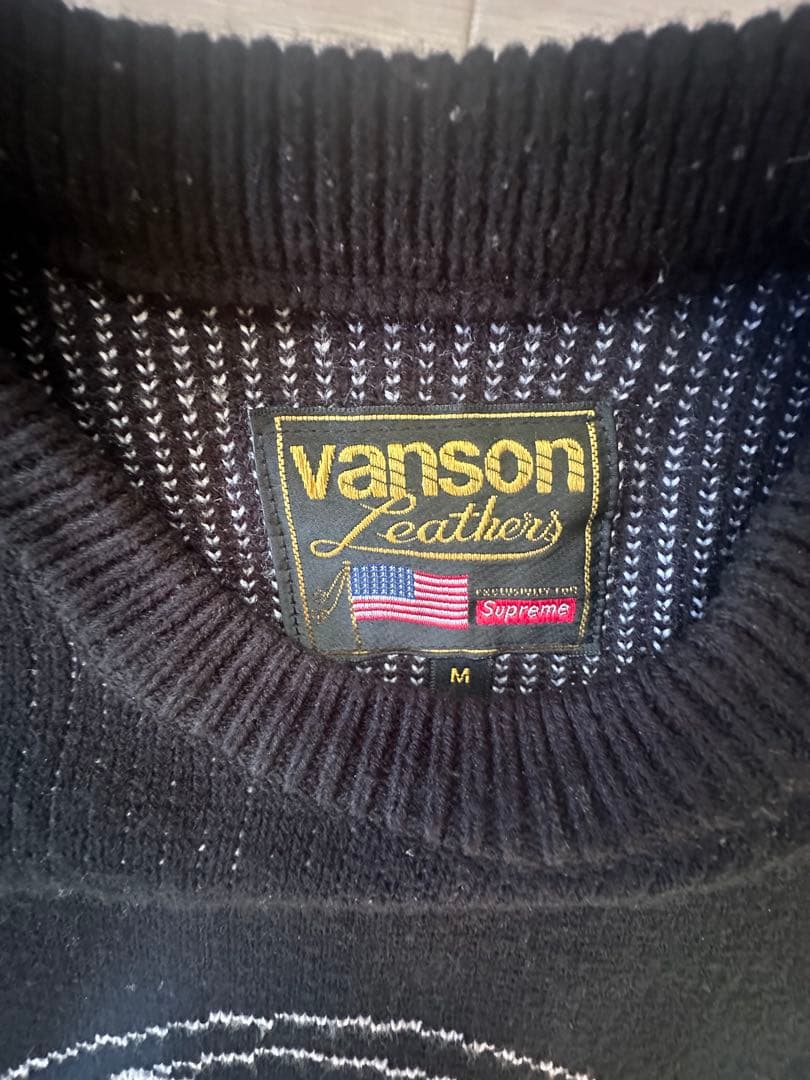 vanson
Leathers
EXCLUSIVELY FOR
Supreme
M